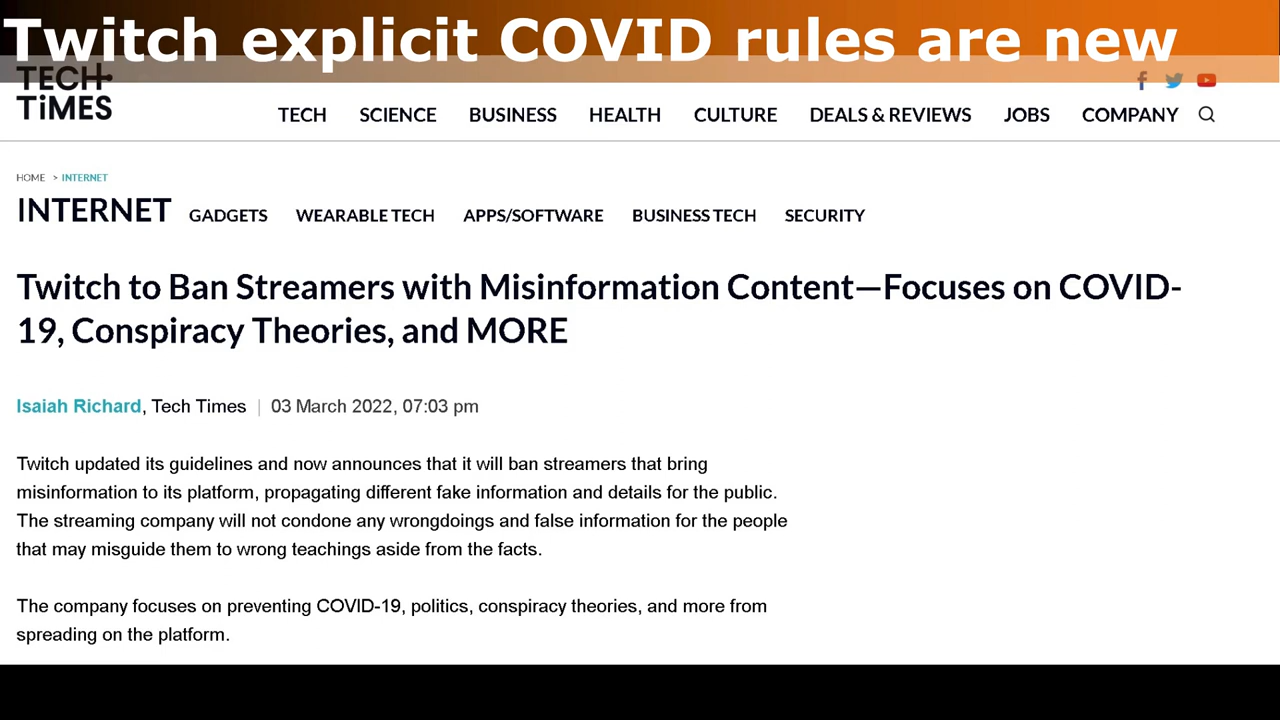 Twitch explicit COVID rules are new
TECH
TiMES
TECH SCIENCE BUSINESS HEALTH CULTURE DEALS & REVIEWS JOBS COMPANY
HOME > INTERNET
INTERNET GADGETS WEARABLE TECH APPS/SOFTWARE BUSINESS TECH SECURITY
Twitch to Ban Streamers with Misinformation Content—Focuses on COVID-
19, Conspiracy Theories, and MORE
Isaiah Richard, Tech Times | 03 March 2022, 07:03 pm
Twitch updated its guidelines and now announces that it will ban streamers that bring
misinformation to its platform, propagating different fake information and details for the public.
The streaming company will not condone any wrongdoings and false information for the people
that may misguide them to wrong teachings aside from the facts.
The company focuses on preventing COVID-19, politics, conspiracy theories, and more from
spreading on the platform.